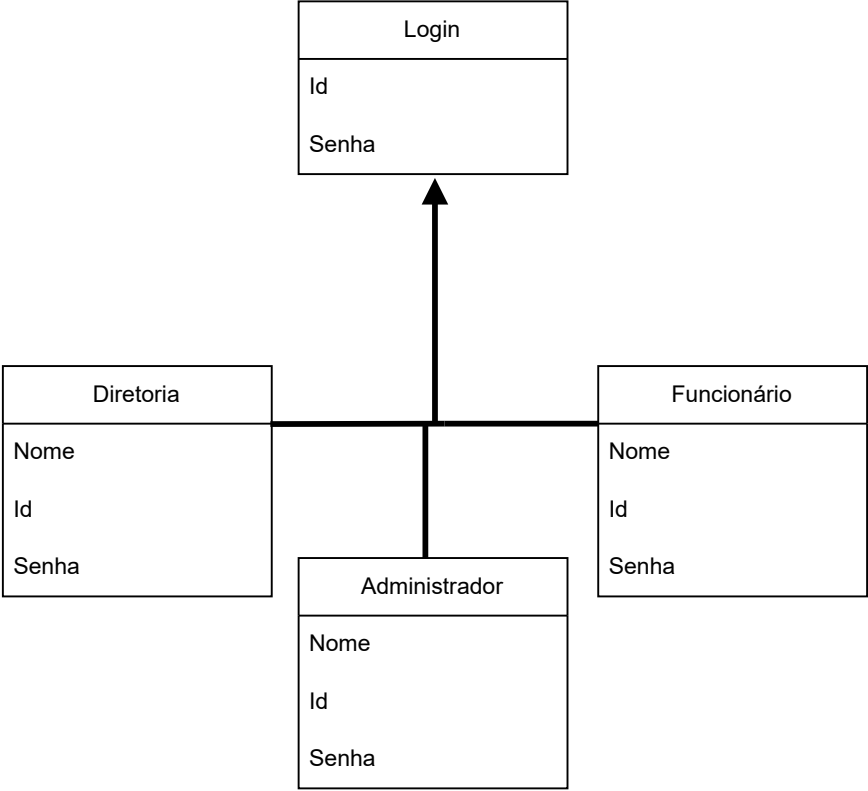 Login
Id
Senha
Diretoria
Nome
Id
Senha
Funcionário
Nome
Id
Senha
Administrador
Nome
Id
Senha